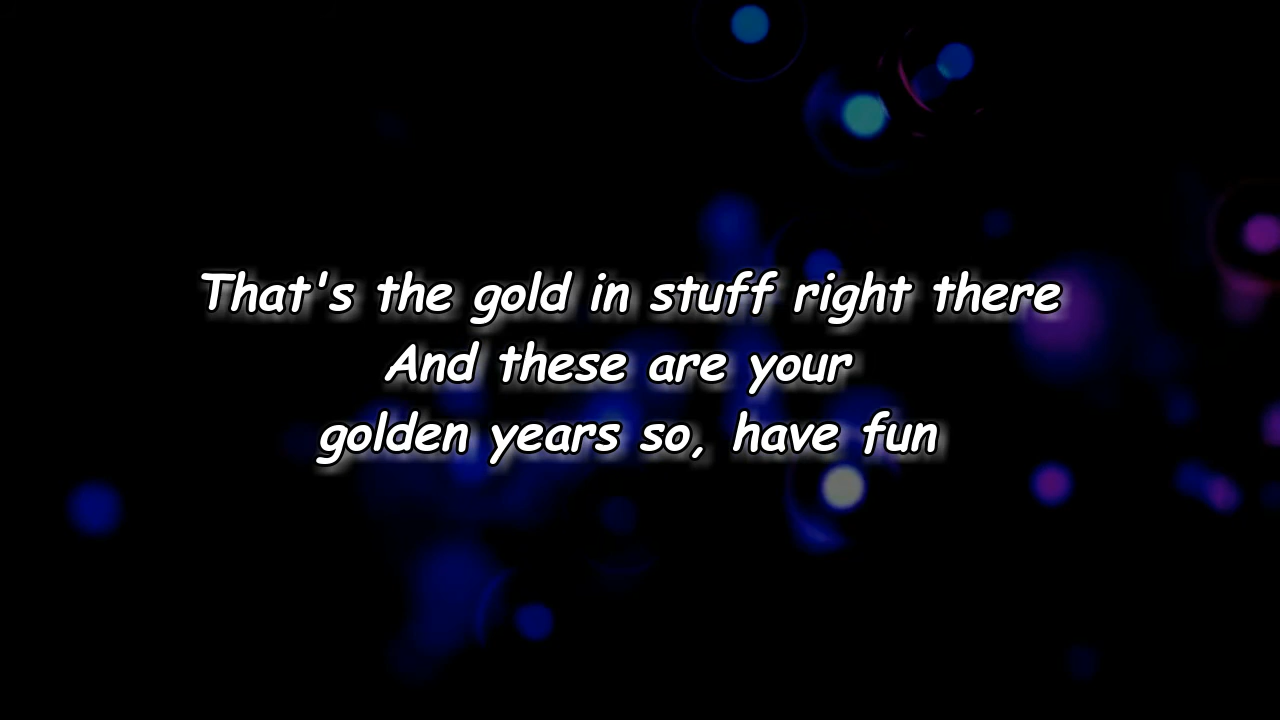 That's the gold in stuff right there
And these are your
golden years so, have fun